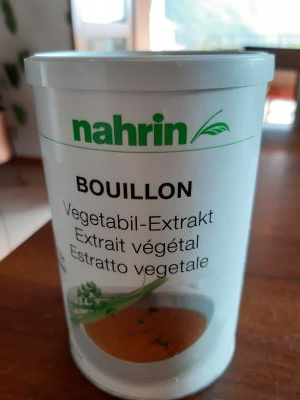 nahrin
BOUILLON
Vegetabil-Extrakt
Extrait végétal
Estratto vegetale